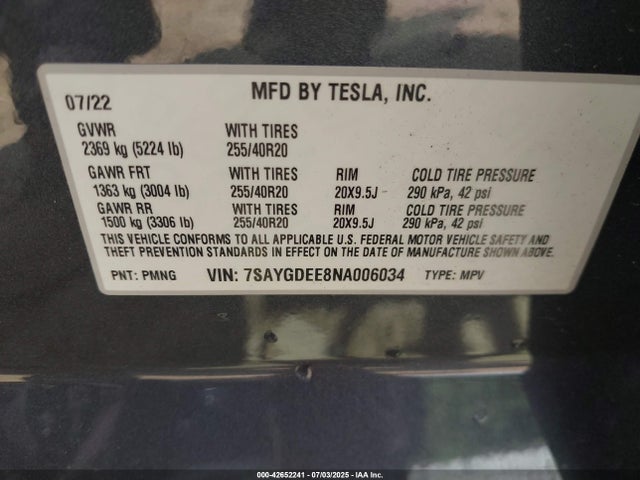 07/22 MFD BY TESLA, INC.
GVWR WITH TIRES
2369 kg (5224 lb) 255/40R20
GAWR FRT WITH TIRES RIM COLD TIRE PRESSURE
1363 kg (3004 lb) 255/40R20 20X9.5J 290 kPa, 42 psi
GAWR RR WITH TIRES RIM COLD TIRE PRESSURE
1500 kg (3306 lb) 255/40R20 20X9.5J 290 kPa, 42 psi
THIS VEHICLE CONFORMS TO ALL APPLICABLE U.S. FEDERAL MOTOR VEHICLE SAFETY AND
THEFT PREVENTION STANDARDS IN EFFECT ON THE DATE OF MANUFACTURE SHOWN ABOVE.
PNT: PMNG VIN: 7SAYGDEE8NA006034 TYPE: MPV
000-42652241 - 07/03/2025 - IAA Inc.